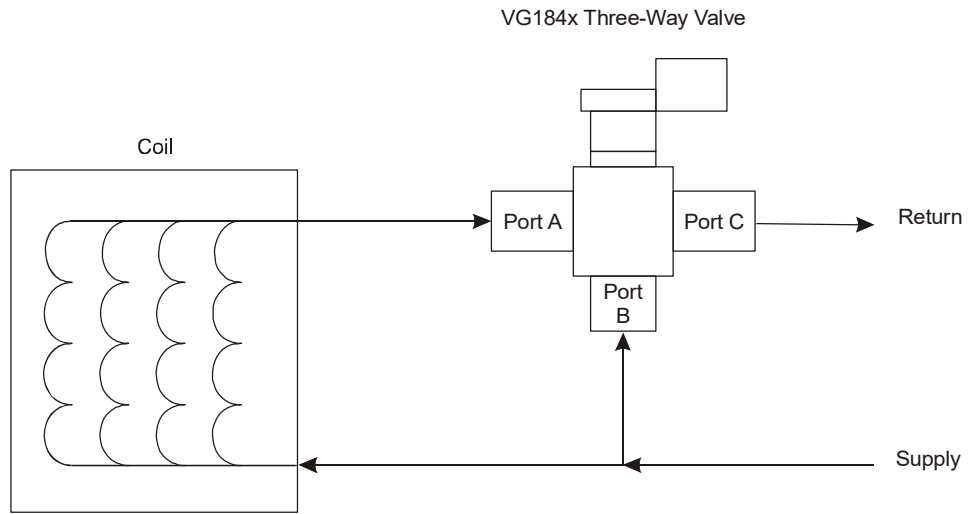 VG184x Three-Way Valve
Coil
Port A
Port C
Return
Port
B
Supply